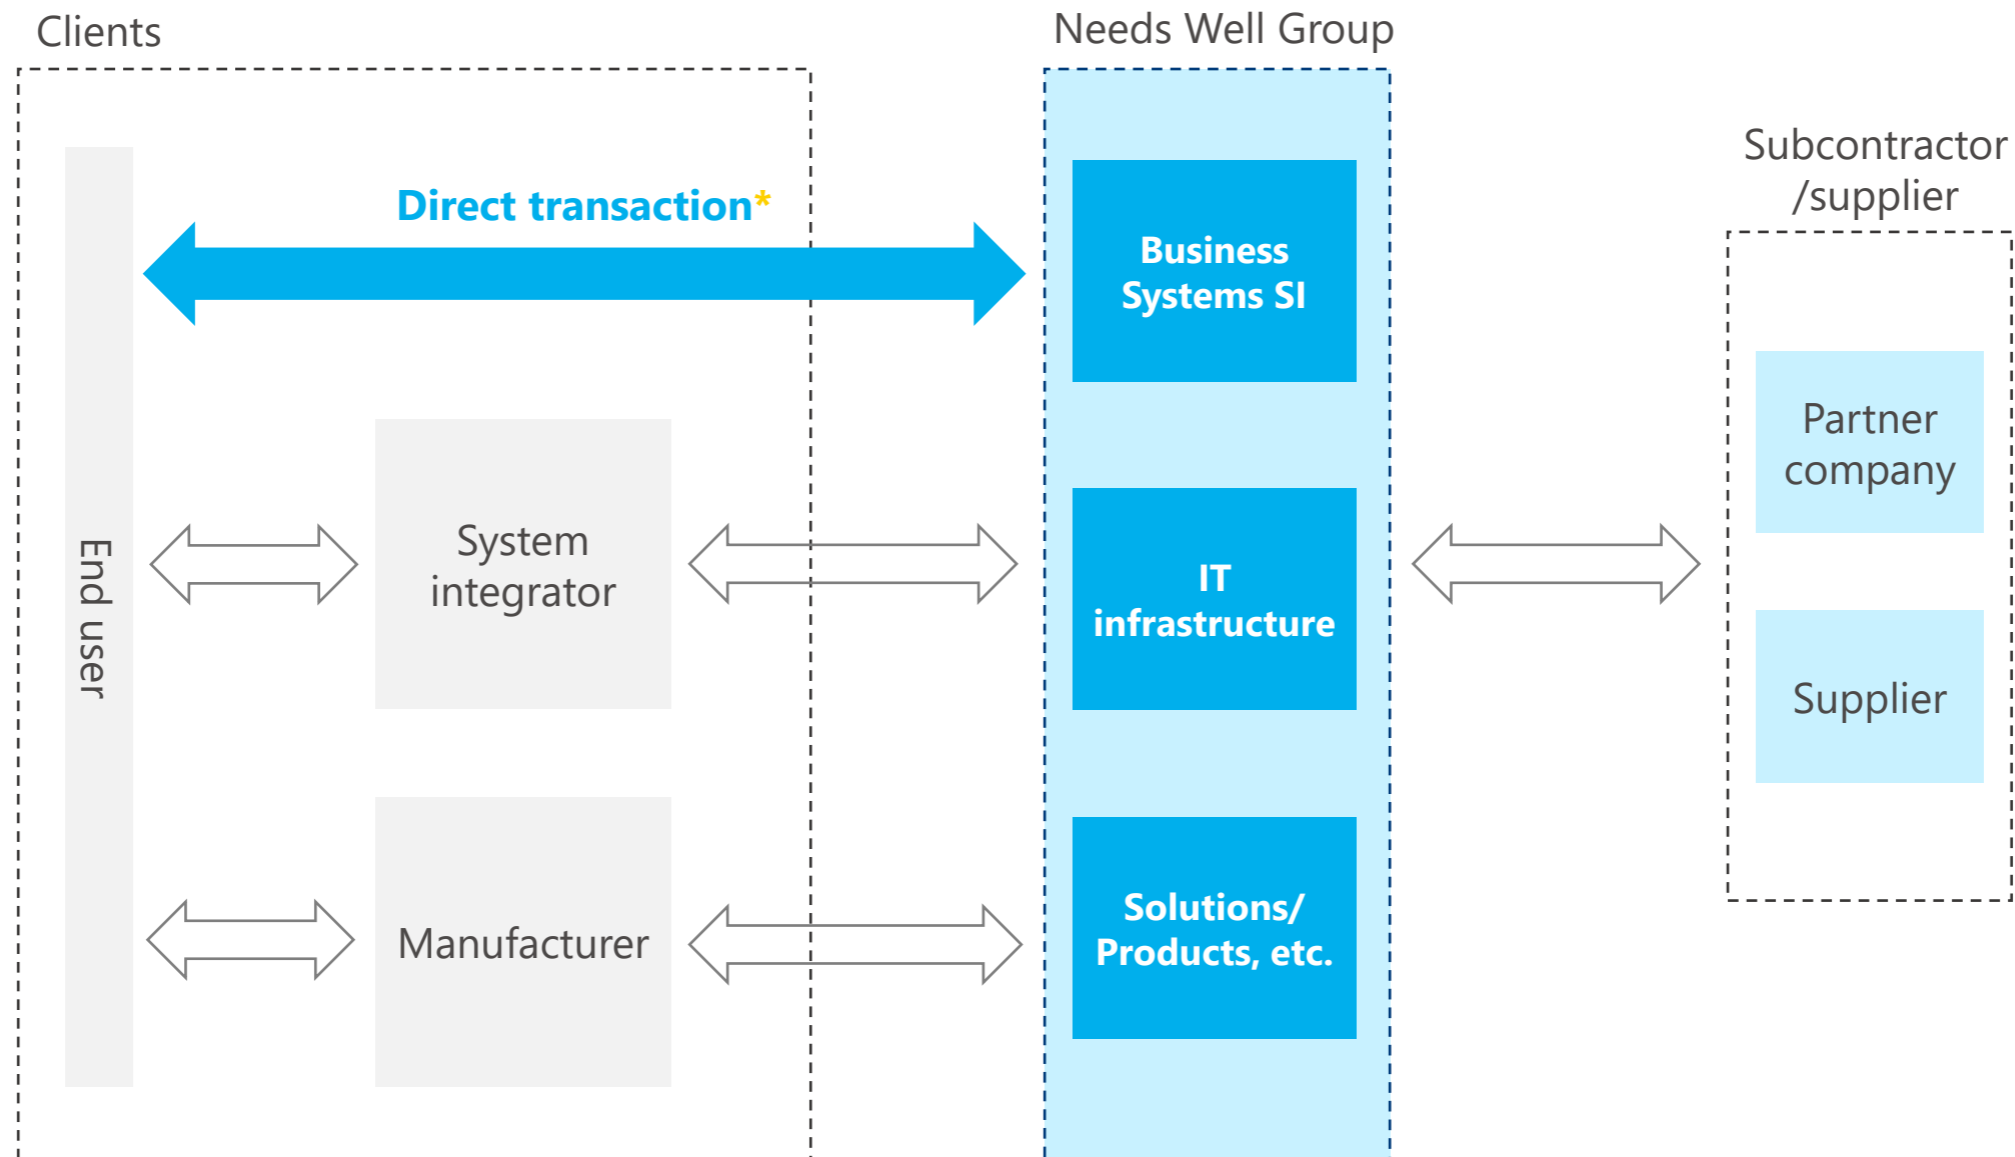 Clients
Needs Well Group
Subcontractor
/supplier
Direct transaction*
Business
Systems SI
Partner
company
End user
System
integrator
IT
infrastructure
Supplier
Manufacturer
Solutions/
Products, etc.